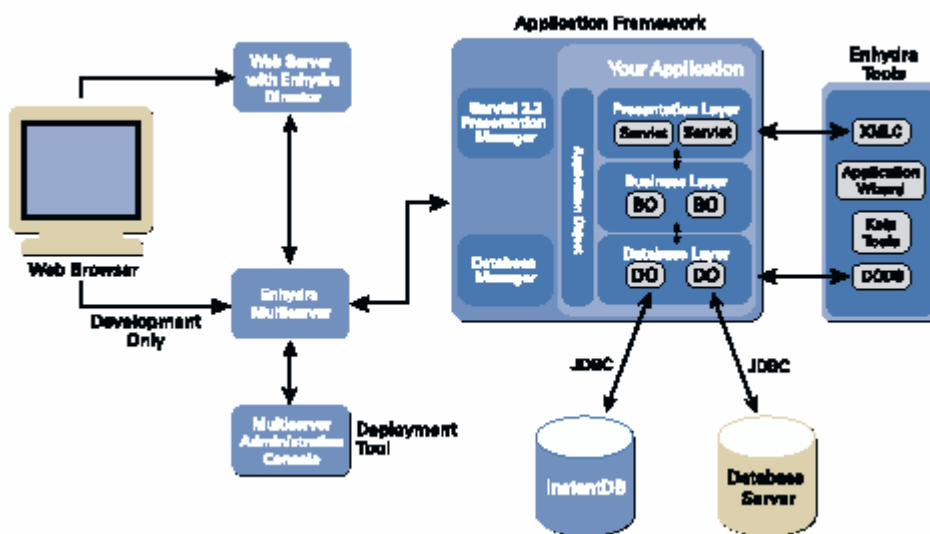 Application Framework
Web Server
with Enhydra
Director
Your Application
Enhydra
Tools
Servlet 2.2
Presentation
Manager
Presentation Layer
Servlet
Servlet
XMLC
Application Object
Application
Wizard
Business Layer
BO
BO
Kelp
Tools
Web Browser
Database
Manager
Database Layer
DO
DO
DODS
Enhydra
Multiserver
Development
Only
JDBC
JDBC
Multiserver
Administration
Console
Deployment
Tool
InstantDB
Database
Server